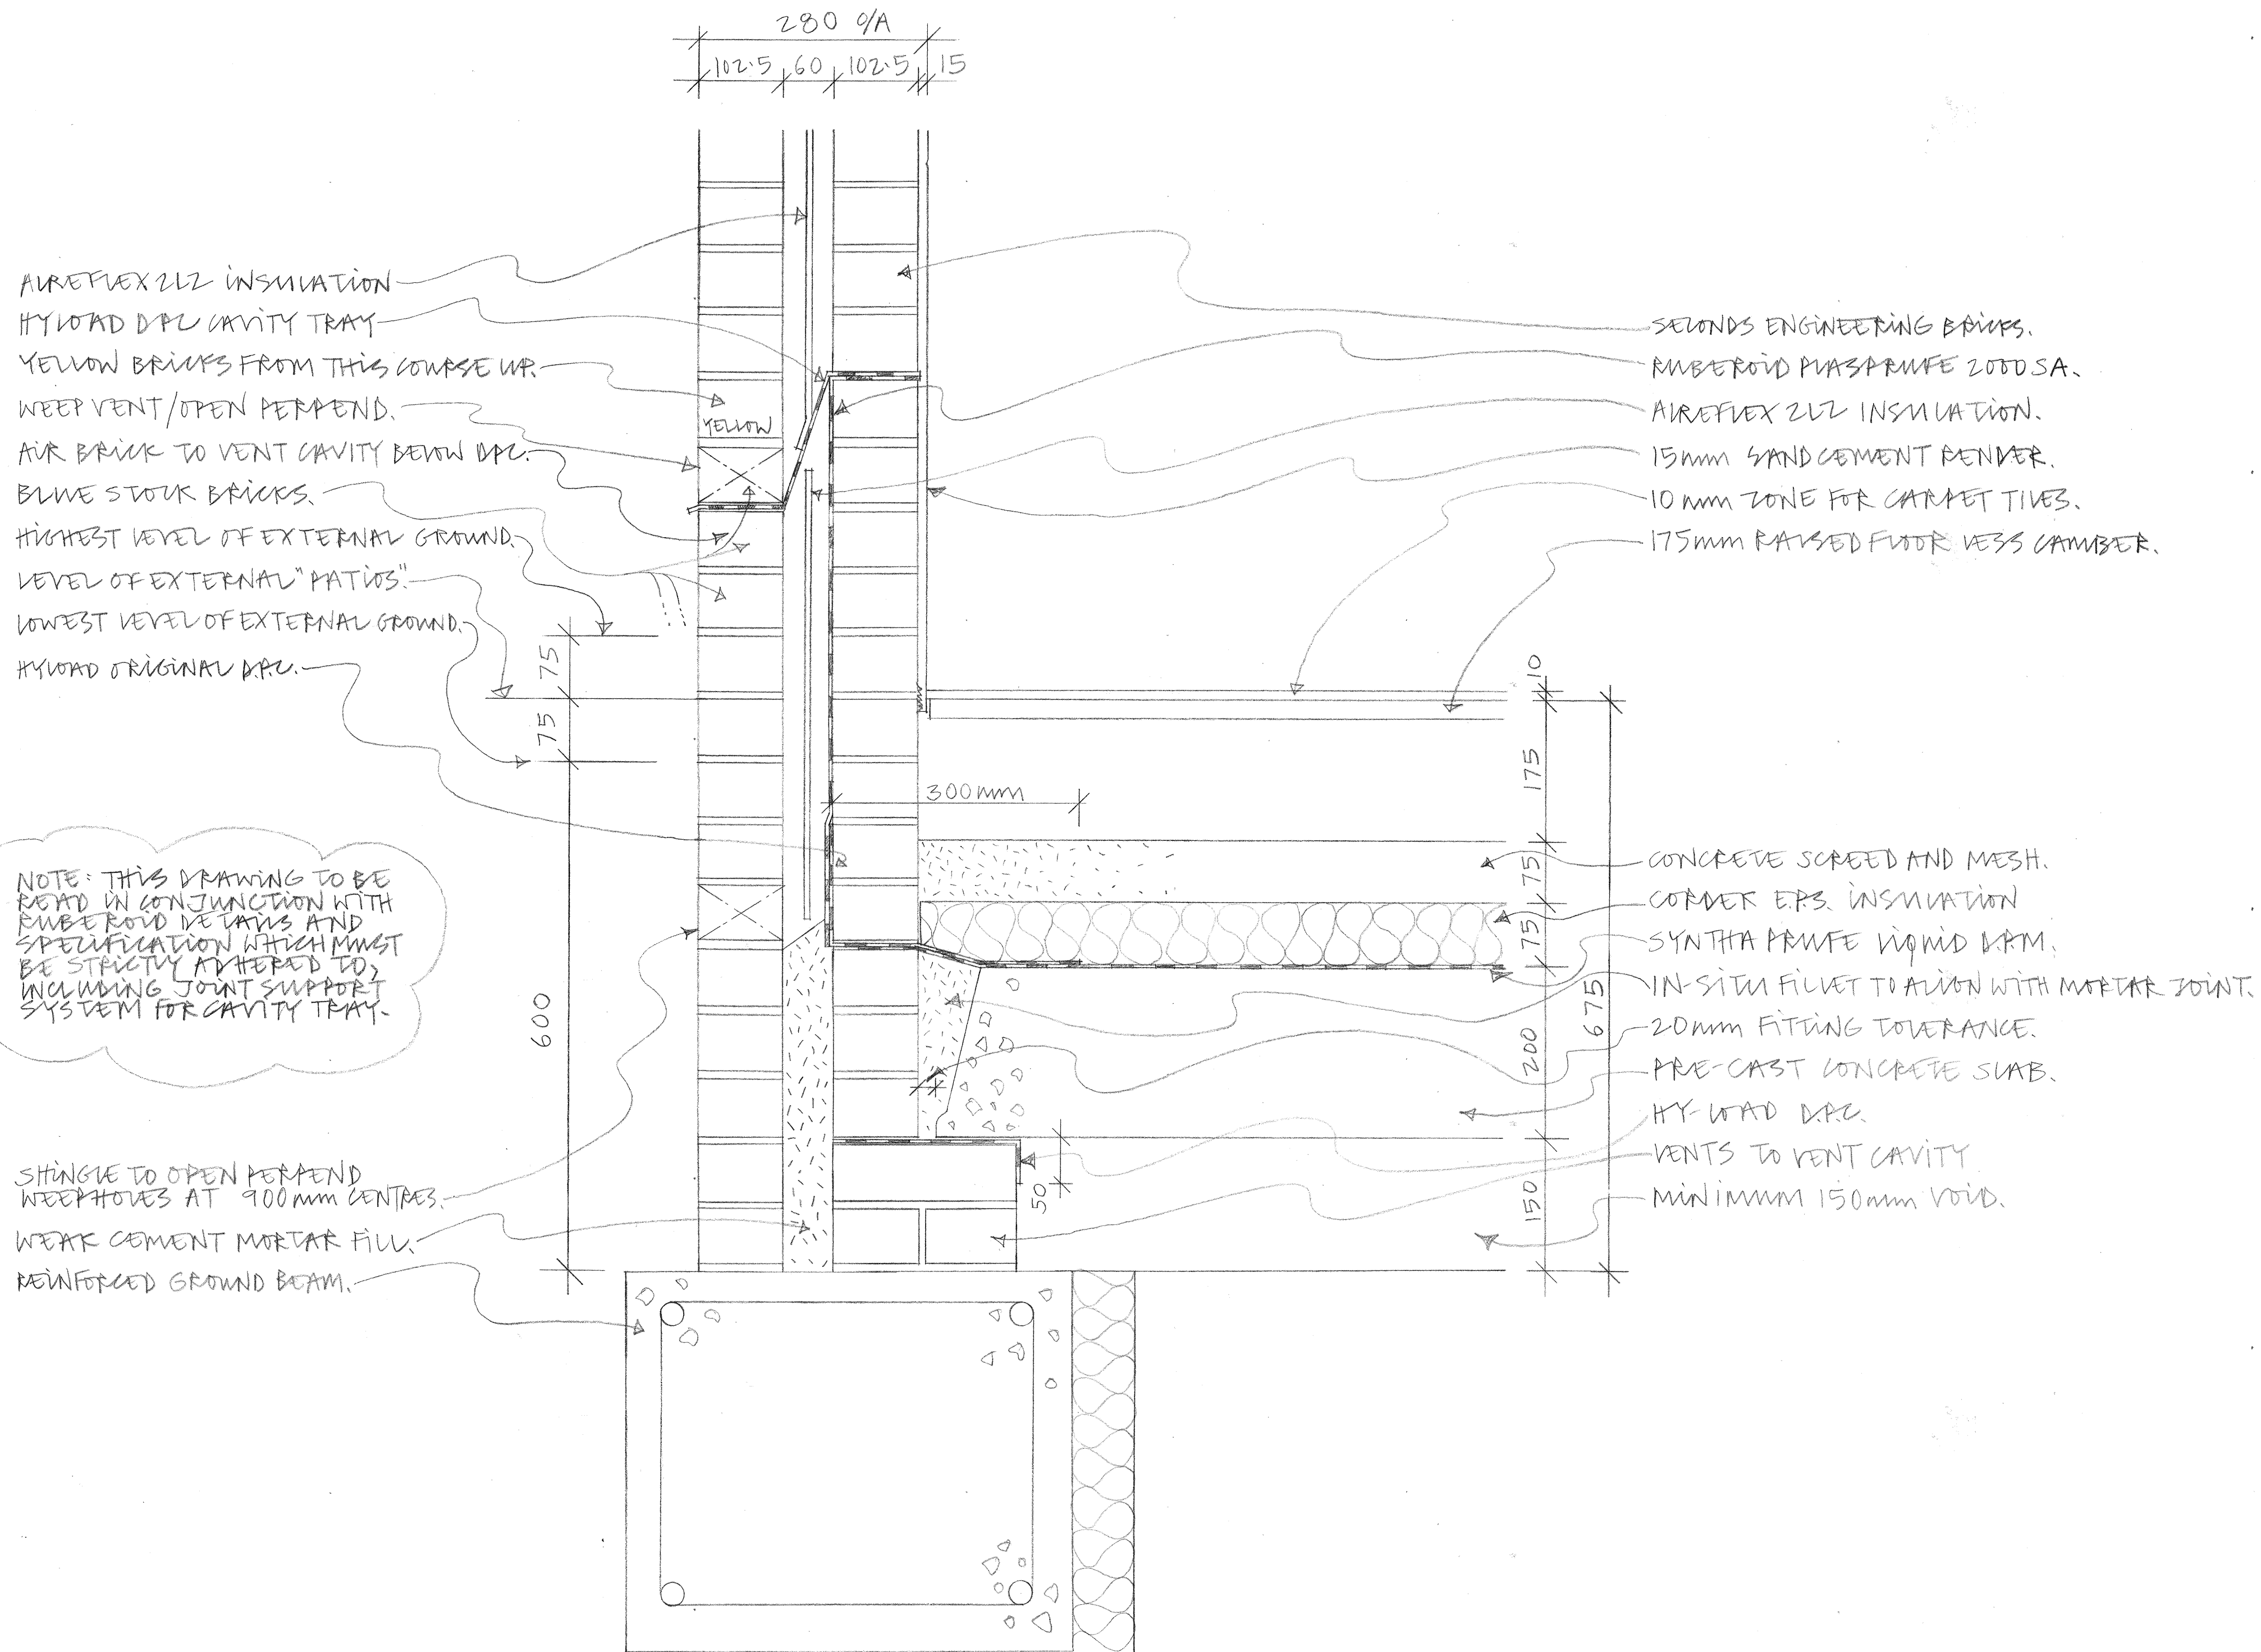 280 O/A
102.5 60 102.5 15
AIREFLEX 2L2 INSULATION
HYLOAD DPC CAVITY TRAY
YELLOW BRICKS FROM THIS COURSE UP.
WEEP VENT/OPEN PERPEND.
AIR BRICK TO VENT CAVITY BELOW DPC.
BLUE STOCK BRICKS.
HIGHEST LEVEL OF EXTERNAL GROUND.
LEVEL OF EXTERNAL "PATIOS".
LOWEST LEVEL OF EXTERNAL GROUND.
HYLOAD ORIGINAL D.P.C.
YELLOW
75
75
600
NOTE: THIS DRAWING TO BE
READ IN CONJUNCTION WITH
RUBEROID DETAILS AND
SPECIFICATION WHICH MUST
BE STRICTLY ADHERED TO,
INCLUDING JOINT SUPPORT
SYSTEM FOR CAVITY TRAY.
SHINGLE TO OPEN PERPEND
WEEPHOLES AT 900mm CENTRES.
WEAK CEMENT MORTAR FILL.
REINFORCED GROUND BEAM.
SECONDS ENGINEERING BRICKS.
RUBEROID PLASPRUFE 2000SA.
AIREFLEX 2L2 INSULATION.
15mm SAND CEMENT RENDER.
10mm ZONE FOR CARPET TILES.
175mm RAISED FLOOR LESS CAMBER.
300mm
50
10
175
75
75
200
150
675
CONCRETE SCREED AND MESH.
CORDEK E.P.S. INSULATION
SYNTHAPRUFE LIQUID D.P.M.
IN-SITU FILLET TO ALIGN WITH MORTAR JOINT.
20mm FITTING TOLERANCE.
PRE-CAST CONCRETE SLAB.
HY-LOAD D.P.C.
VENTS TO VENT CAVITY
MINIMUM 150mm VOID.